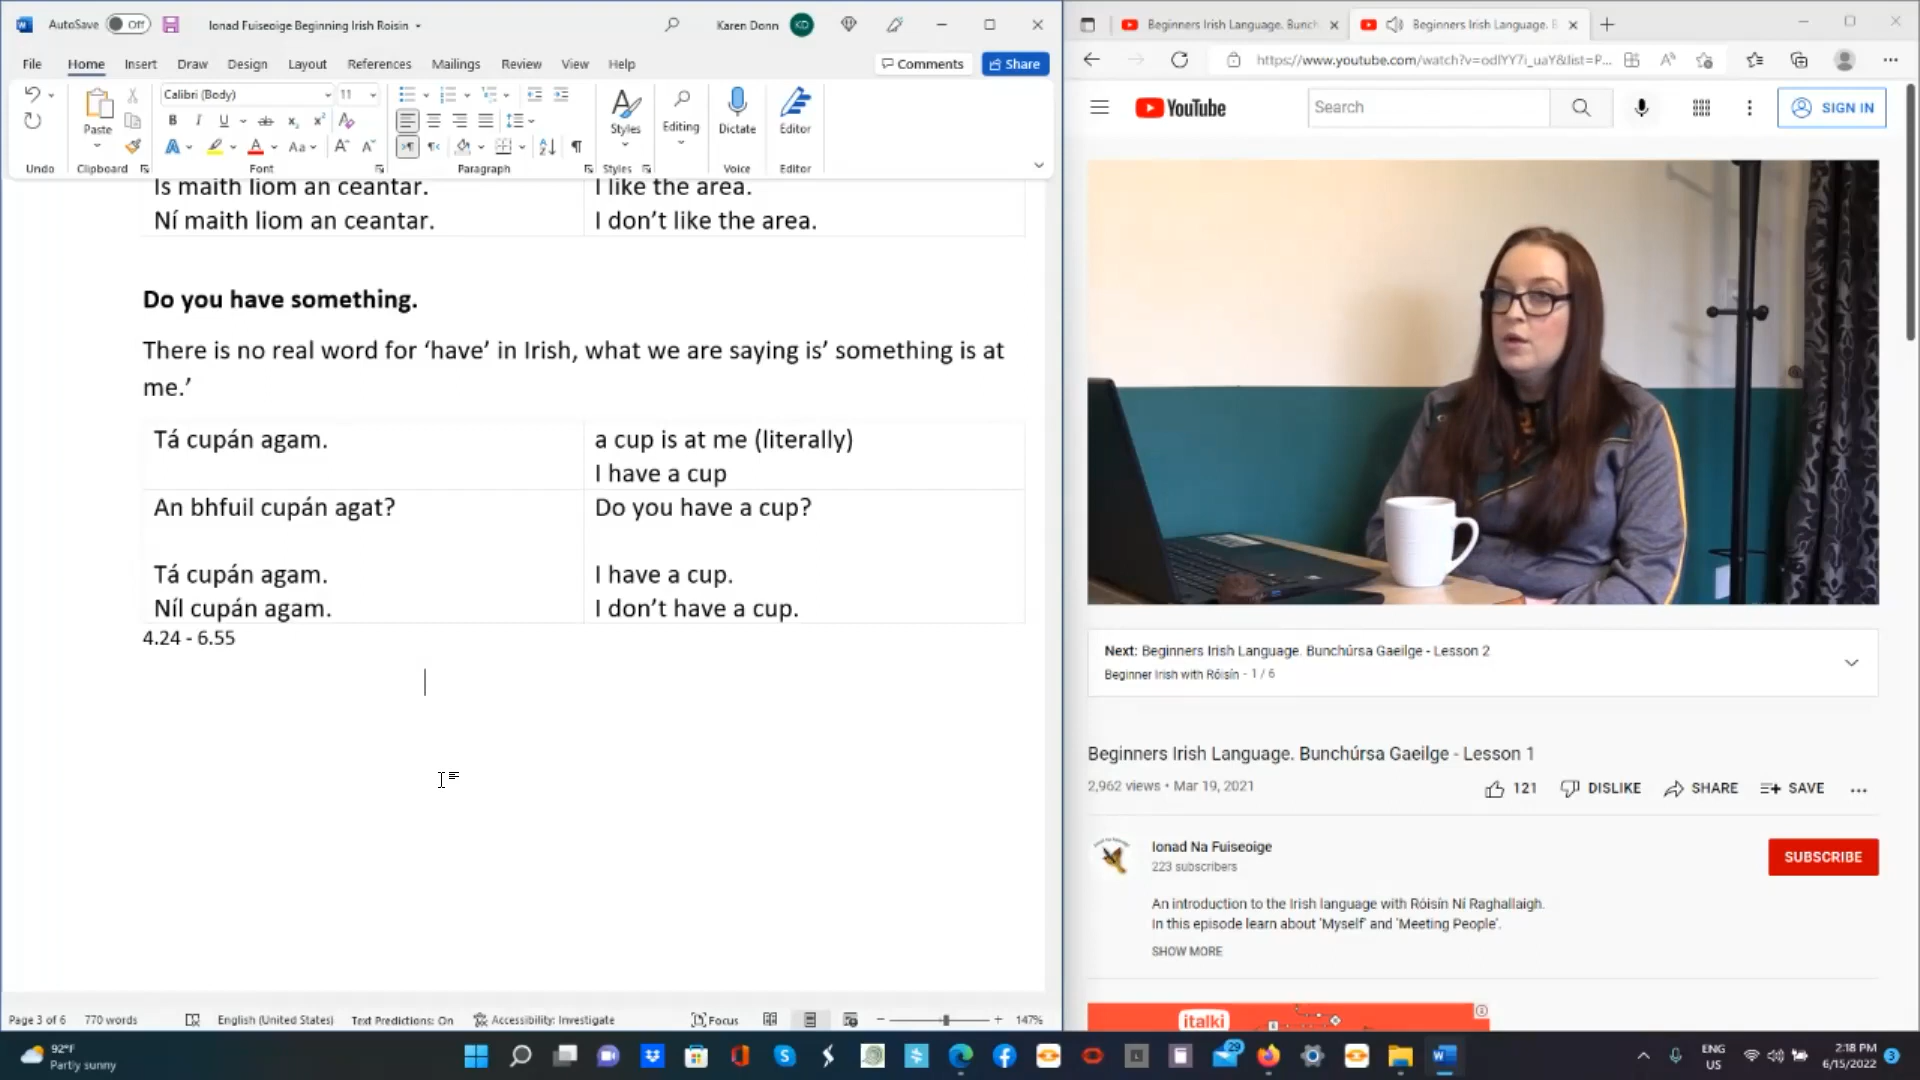 AutoSave Off
Ionad Fuiseoige Beginning Irish Roisin
Karen Donn KD
File Home Insert Draw Design Layout References Mailings Review View Help
Comments Share
Calibri (Body) 11
Paste
Styles
Editing
Dictate
Editor
Undo Clipboard Font Paragraph Styles Voice Editor
Is maith liom an ceantar. I like the area.
Ní maith liom an ceantar. I don’t like the area.
Do you have something.
There is no real word for ‘have’ in Irish, what we are saying is’ something is at
me.’
Tá cupán agam. a cup is at me (literally)
I have a cup
An bhfuil cupán agat? Do you have a cup?
Tá cupán agam. I have a cup.
Níl cupán agam. I don’t have a cup.
4.24 - 6.55
Page 3 of 6 770 words English (United States) Text Predictions: On Accessibility: Investigate Focus 147%
Beginners Irish Language. Bunch
Beginners Irish Language. B
https://www.youtube.com/watch?v=odlYY7i_uaY&list=P...
YouTube
Search
SIGN IN
Next: Beginners Irish Language. Bunchúrsa Gaeilge - Lesson 2
Beginner Irish with Róisín - 1 / 6
Beginners Irish Language. Bunchúrsa Gaeilge - Lesson 1
2,962 views • Mar 19, 2021
121 DISLIKE SHARE SAVE
Ionad Na Fuiseoige
223 subscribers
SUBSCRIBE
An introduction to the Irish language with Róisín Ní Raghallaigh.
In this episode learn about 'Myself' and 'Meeting People'.
SHOW MORE
italki
92°F
Partly sunny
29
ENG
US
2:18 PM
6/15/2022
3